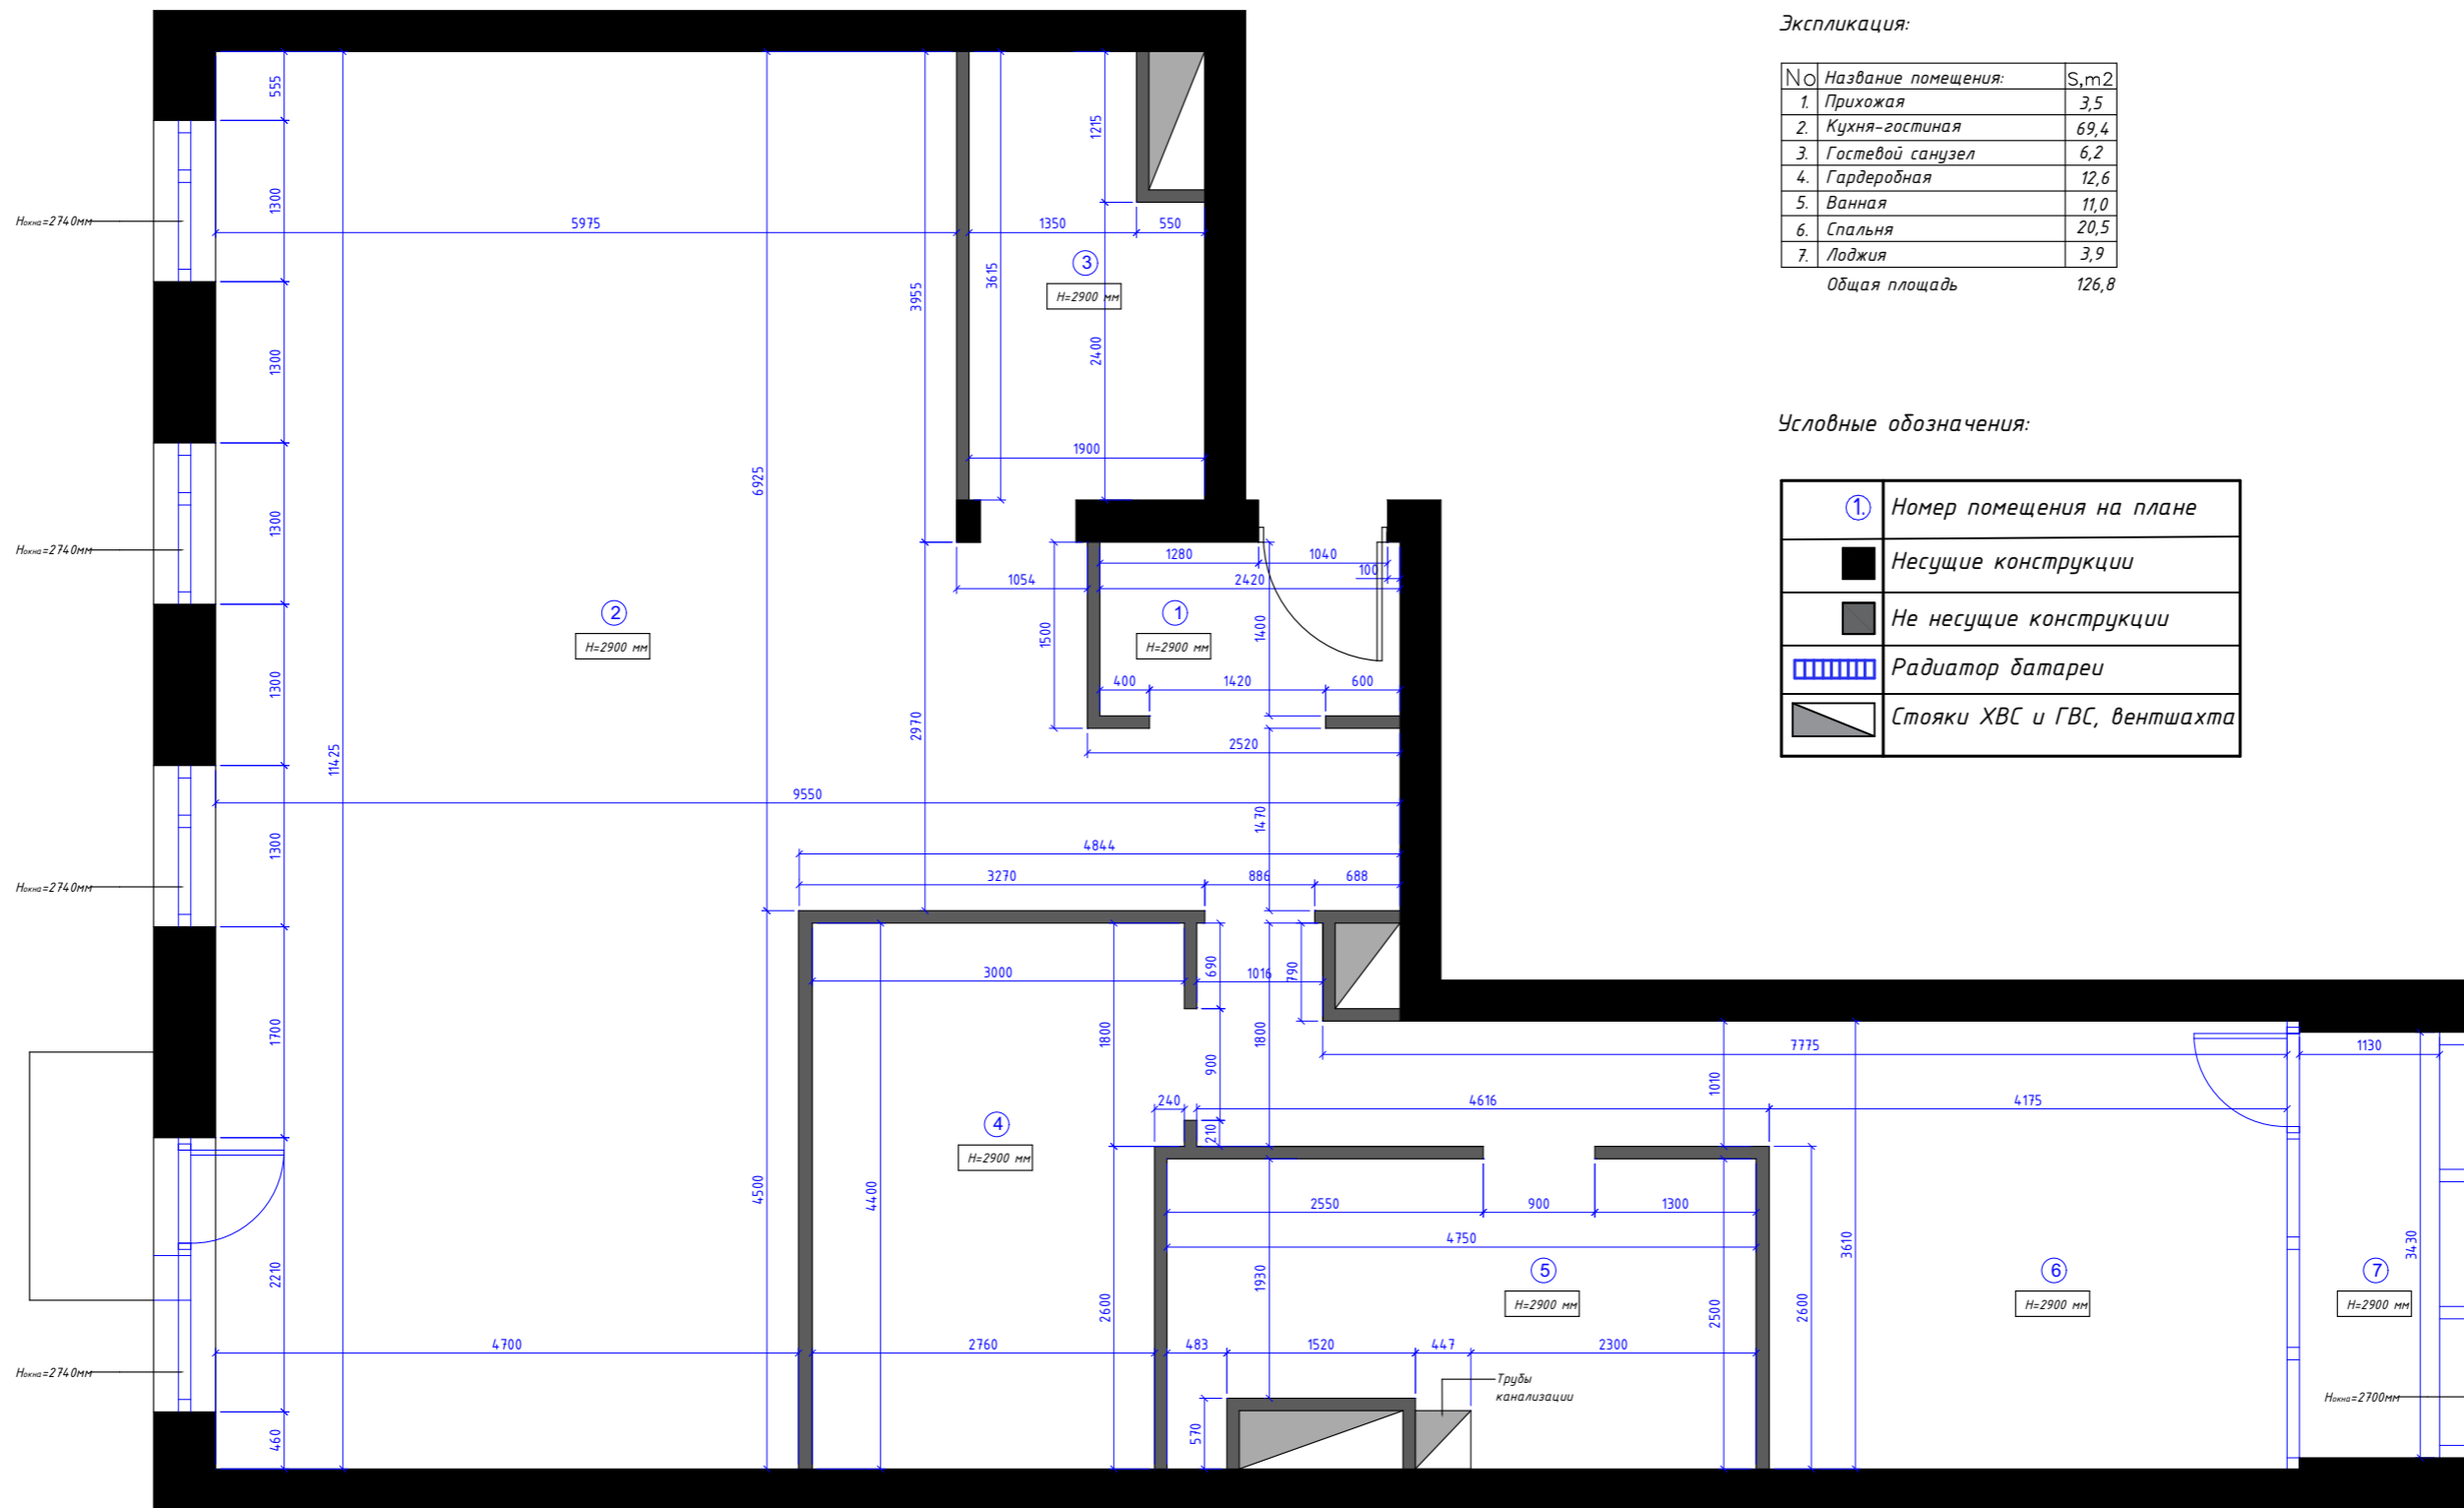 Экспликация:
No Название помещения: S,m2
1. Прихожая 3,5
2. Кухня-гостиная 69,4
3. Гостевой санузел 6,2
4. Гардеробная 12,6
5. Ванная 11,0
6. Спальня 20,5
7. Лоджия 3,9
Общая площадь 126,8
Условные обозначения:
1. Номер помещения на плане
Несущие конструкции
Не несущие конструкции
Радиатор батареи
Стояки ХВС и ГВС, вентшахта
555
1300
1300
1300
1300
1300
1700
2210
460
11425
Hокна=2740мм
Hокна=2740мм
Hокна=2740мм
Hокна=2740мм
5975
1350
550
1215
3615
3955
2400
1900
6925
3
H=2900 мм
2
H=2900 мм
1
H=2900 мм
1280
1040
100
1054
2420
1500
1400
400
1420
600
2970
2520
9550
1470
4844
3270
886
688
3000
690
1016
790
1800
1800
900
7775
1130
1010
240
4616
4175
210
4
H=2900 мм
4500
4400
2550
900
1300
4750
3610
3430
1930
5
H=2900 мм
6
H=2900 мм
7
H=2900 мм
2600
2500
2600
4700
2760
483
1520
447
2300
570
Трубы
канализации
Hокна=2700мм